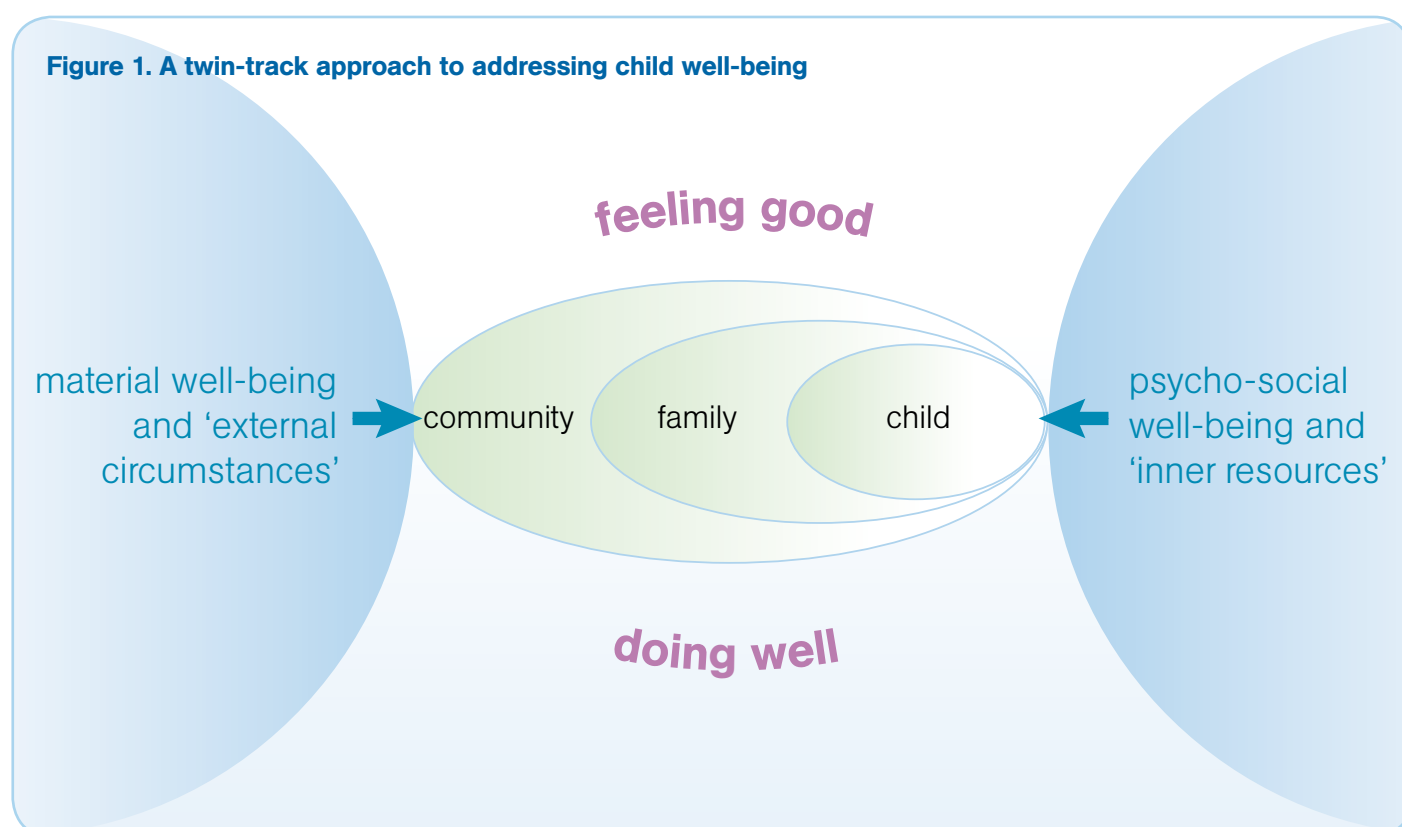 Figure 1. A twin-track approach to addressing child well-being
feeling good
material well-being
and ‘external
circumstances’
community
family
child
psycho-social
well-being and
‘inner resources’
doing well